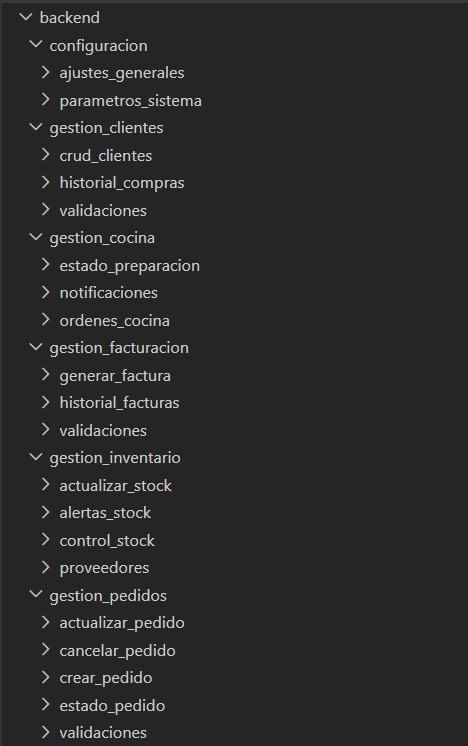 backend
configuracion
ajustes_generales
parametros_sistema
gestion_clientes
crud_clientes
historial_compras
validaciones
gestion_cocina
estado_preparacion
notificaciones
ordenes_cocina
gestion_facturacion
generar_factura
historial_facturas
validaciones
gestion_inventario
actualizar_stock
alertas_stock
control_stock
proveedores
gestion_pedidos
actualizar_pedido
cancelar_pedido
crear_pedido
estado_pedido
validaciones